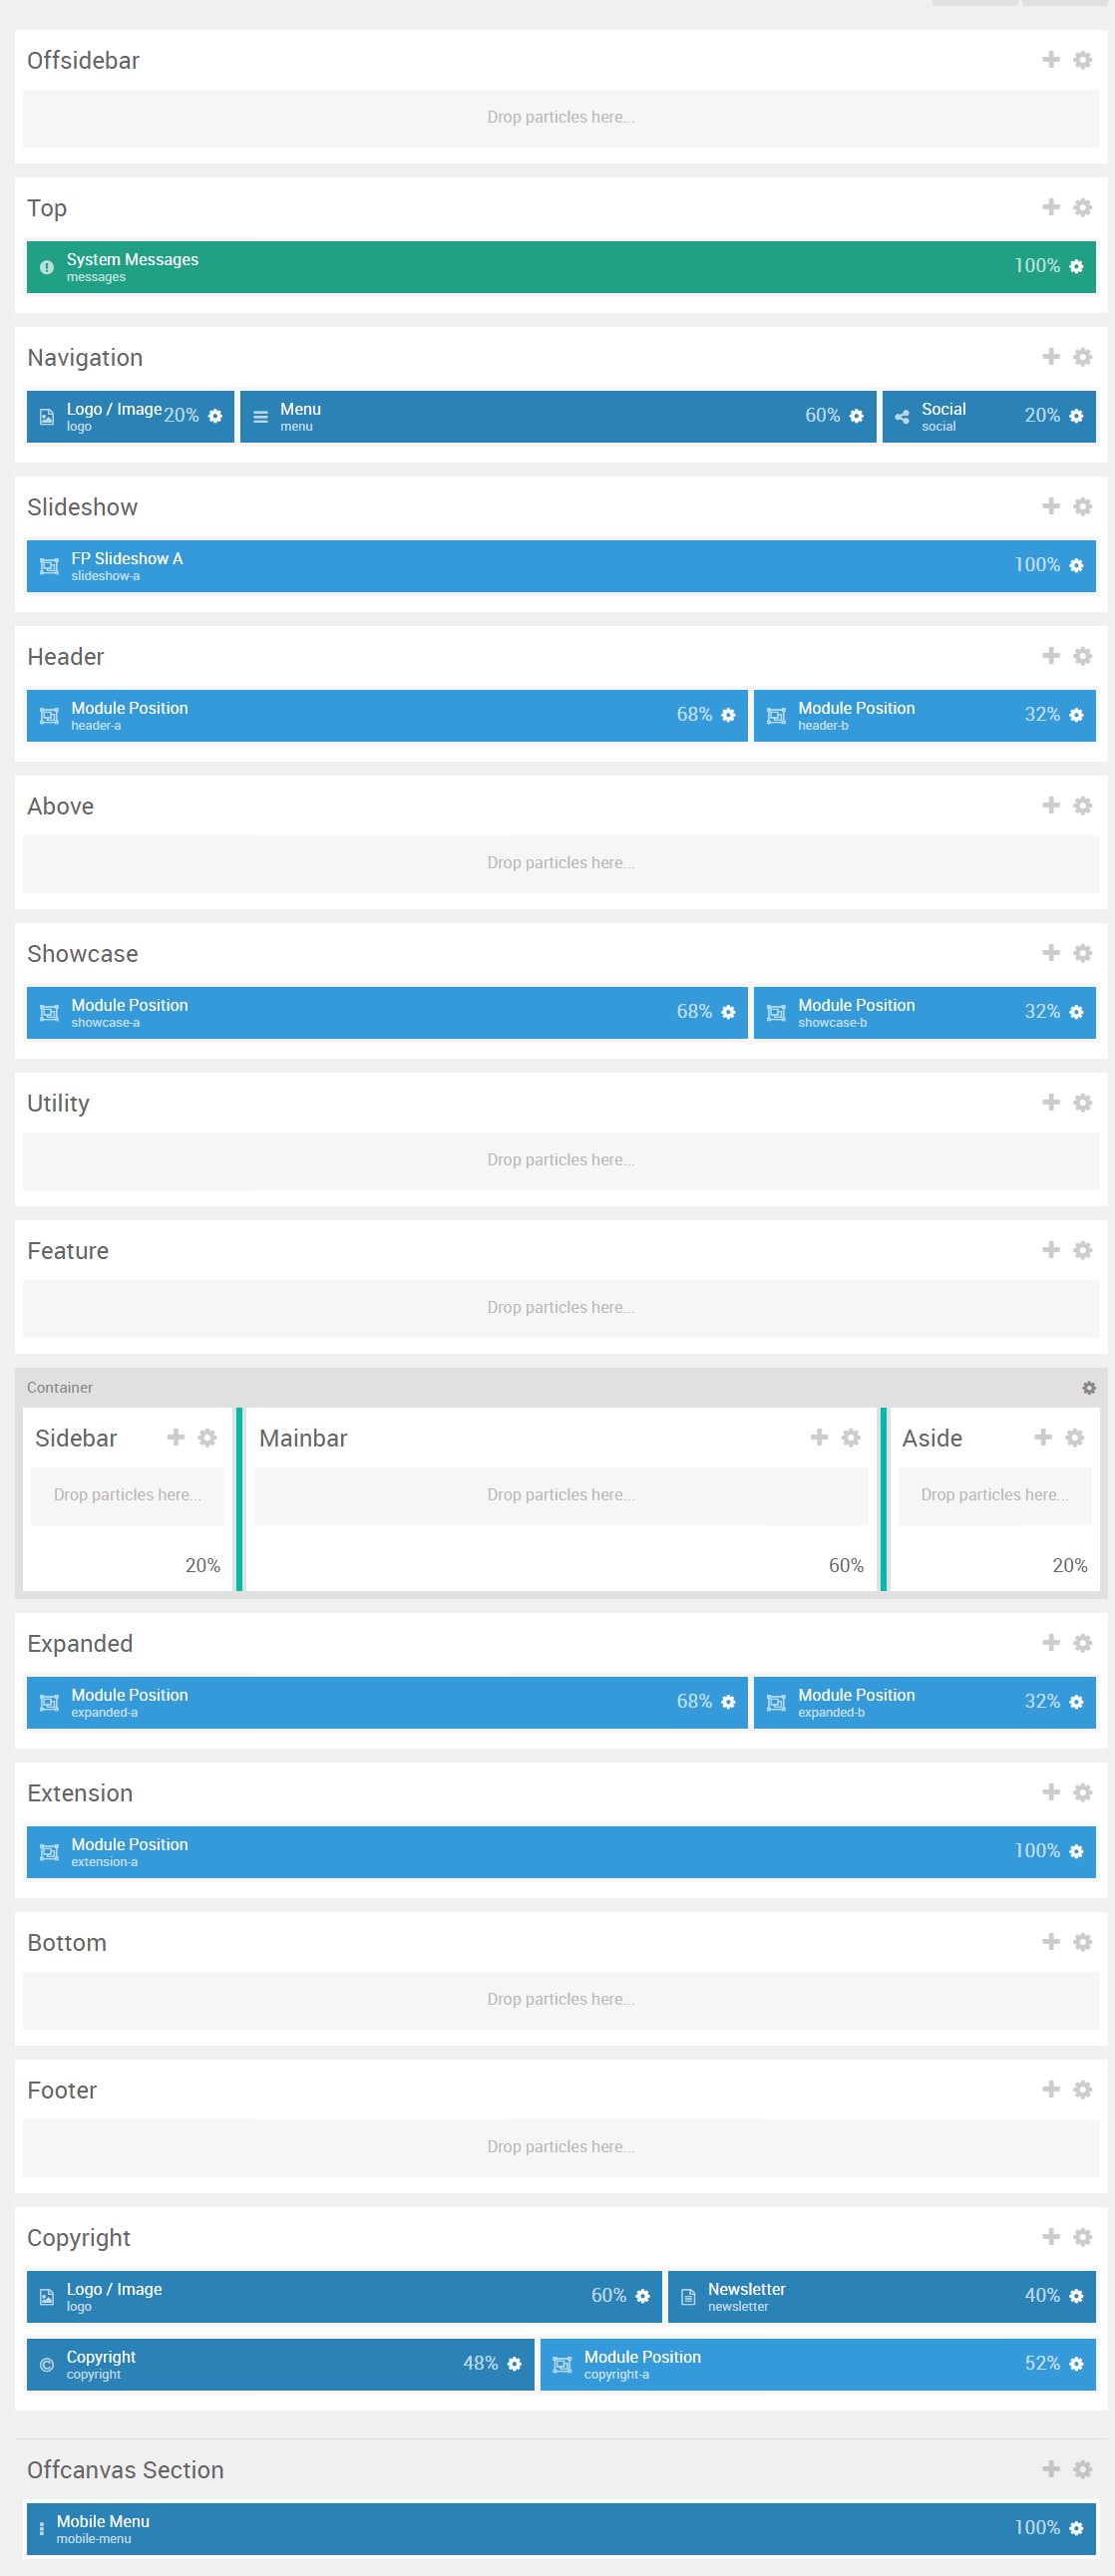 Offsidebar
Drop particles here...
Top
System Messages 100%
messages
Navigation
Logo / Image 20% Menu 60% Social 20%
logo menu social
Slideshow
FP Slideshow A 100%
slideshow-a
Header
Module Position 68% Module Position 32%
header-a header-b
Above
Drop particles here...
Showcase
Module Position 68% Module Position 32%
showcase-a showcase-b
Utility
Drop particles here...
Feature
Drop particles here...
Container
Sidebar Mainbar Aside
Drop particles here... Drop particles here... Drop particles here...
20% 60% 20%
Expanded
Module Position 68% Module Position 32%
expanded-a expanded-b
Extension
Module Position 100%
extension-a
Bottom
Drop particles here...
Footer
Drop particles here...
Copyright
Logo / Image 60% Newsletter 40%
logo newsletter
Copyright 48% Module Position 52%
copyright copyright-a
Offcanvas Section
Mobile Menu 100%
mobile-menu